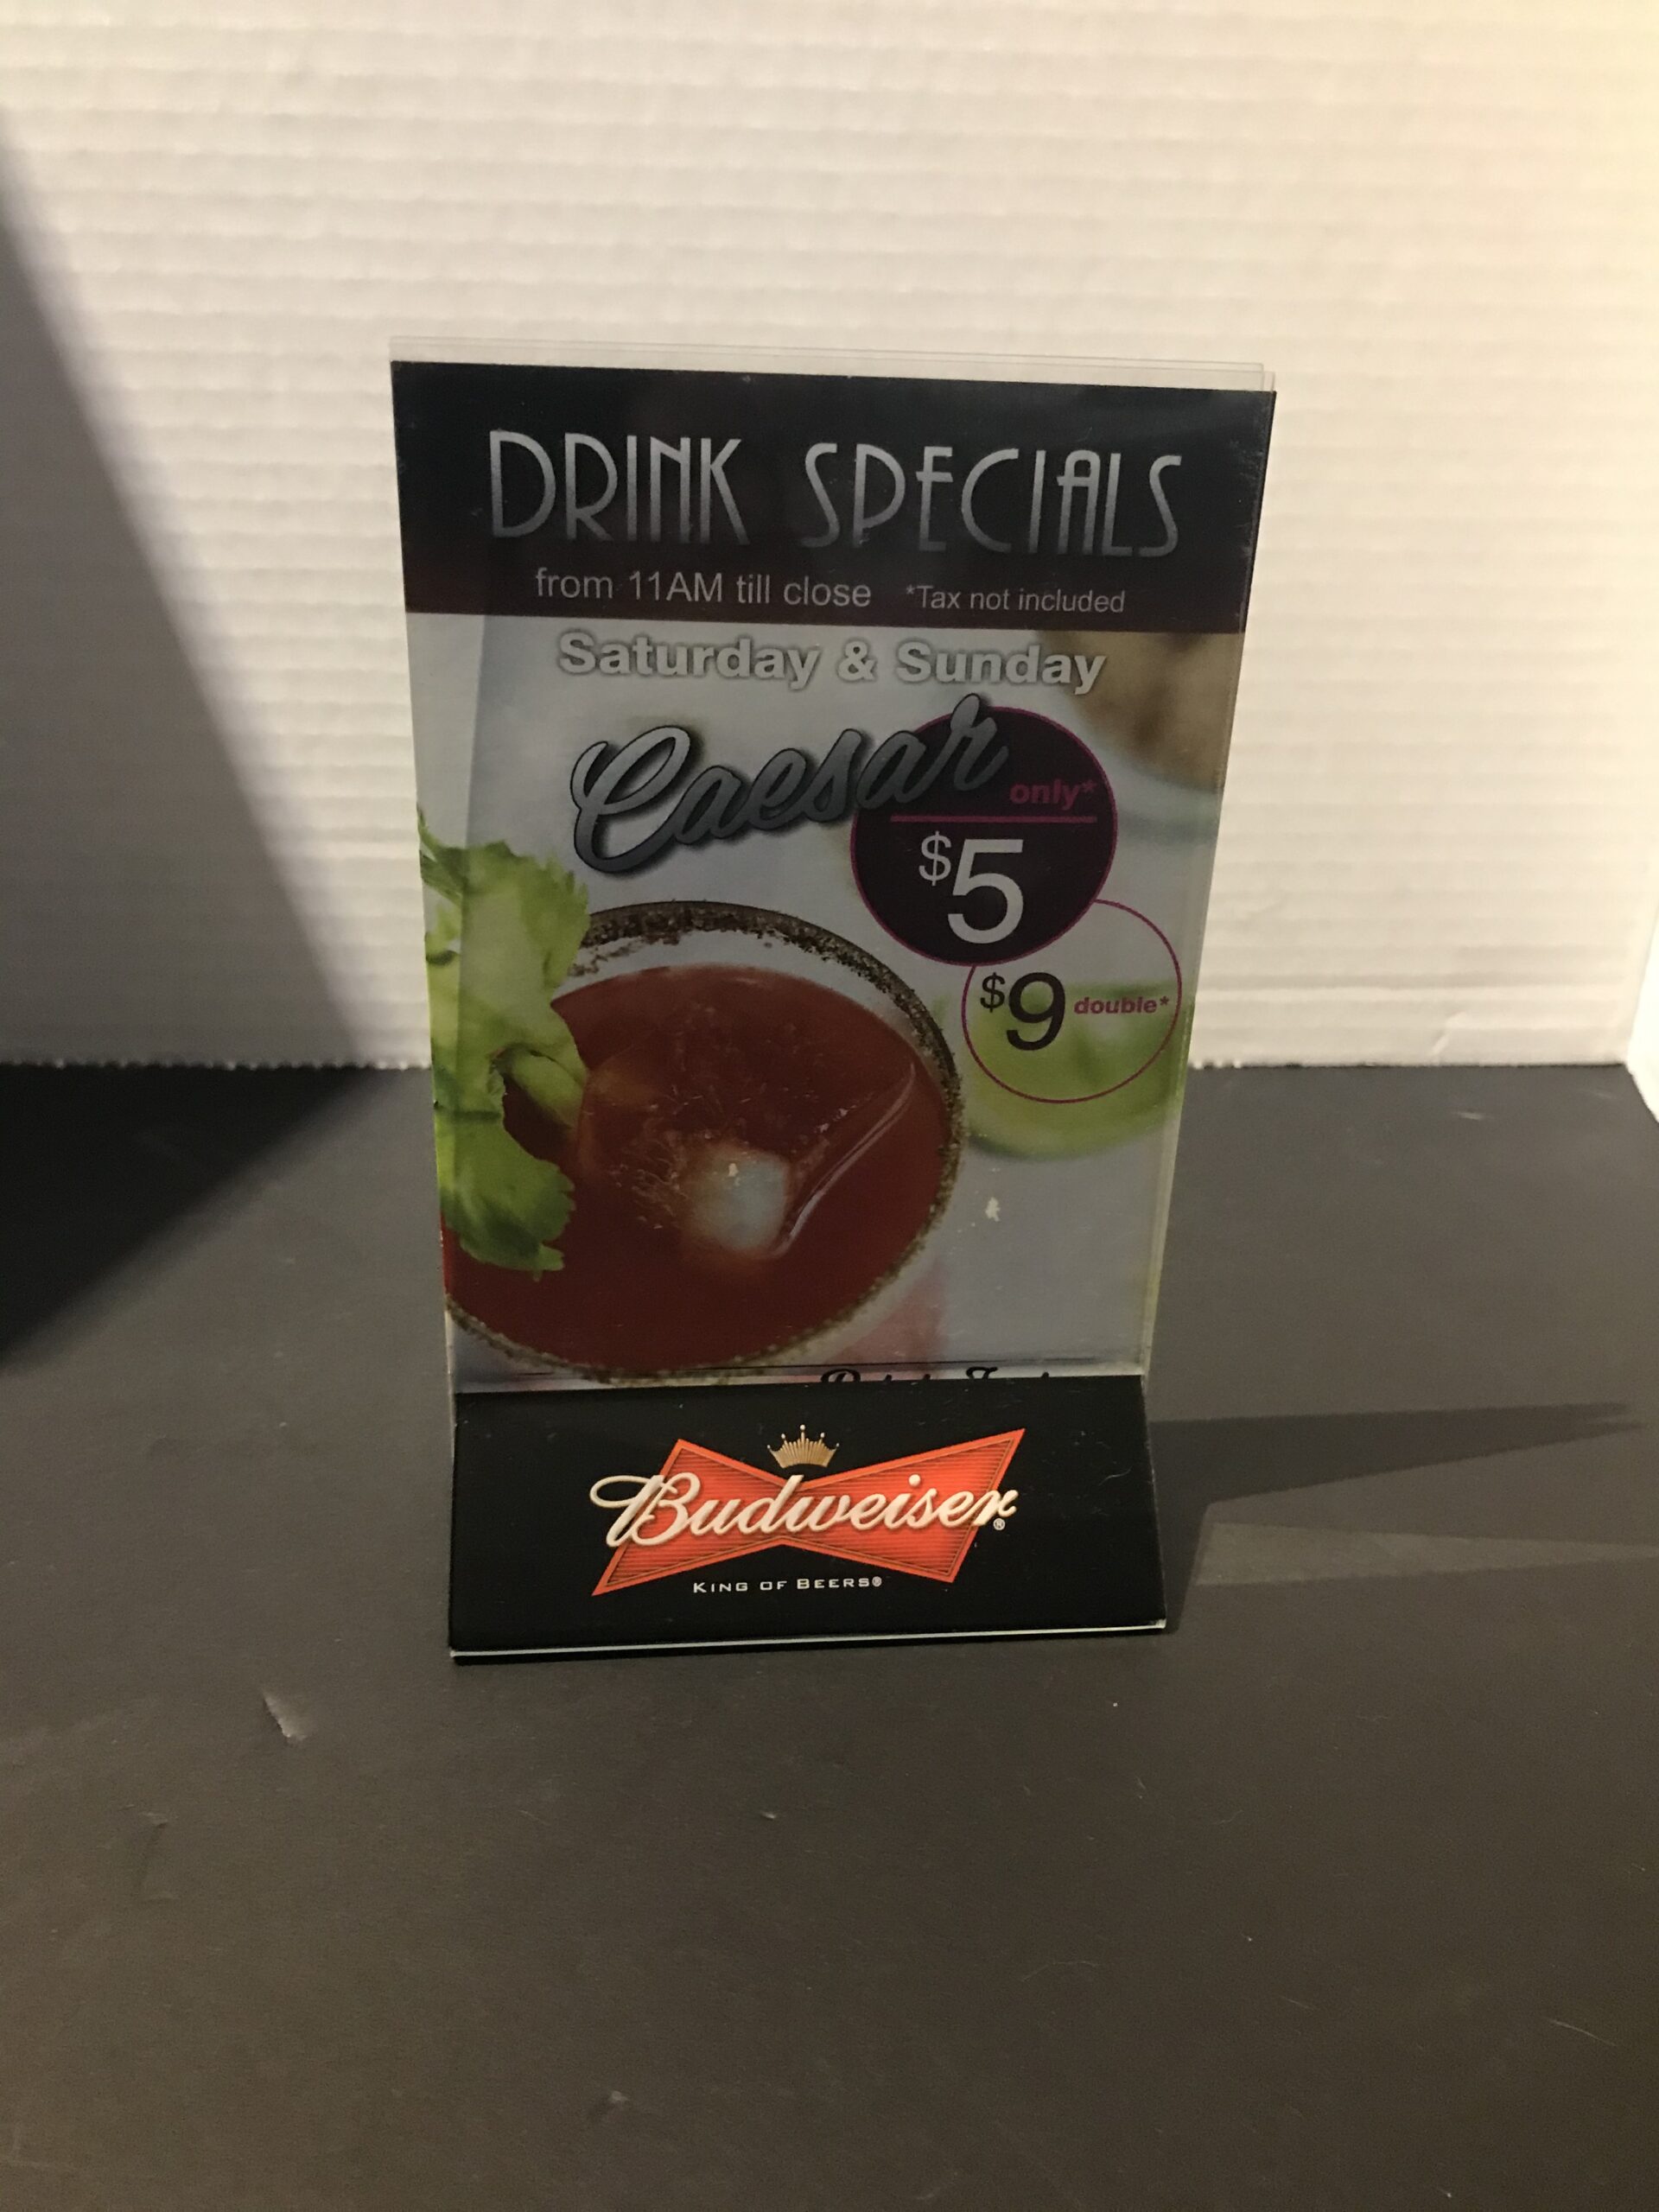 DRINK SPECIALS
from 11AM till close *Tax not included
Saturday & Sunday
Caesar
only*
$5
$9 double*
Budweiser®
KING OF BEERS®